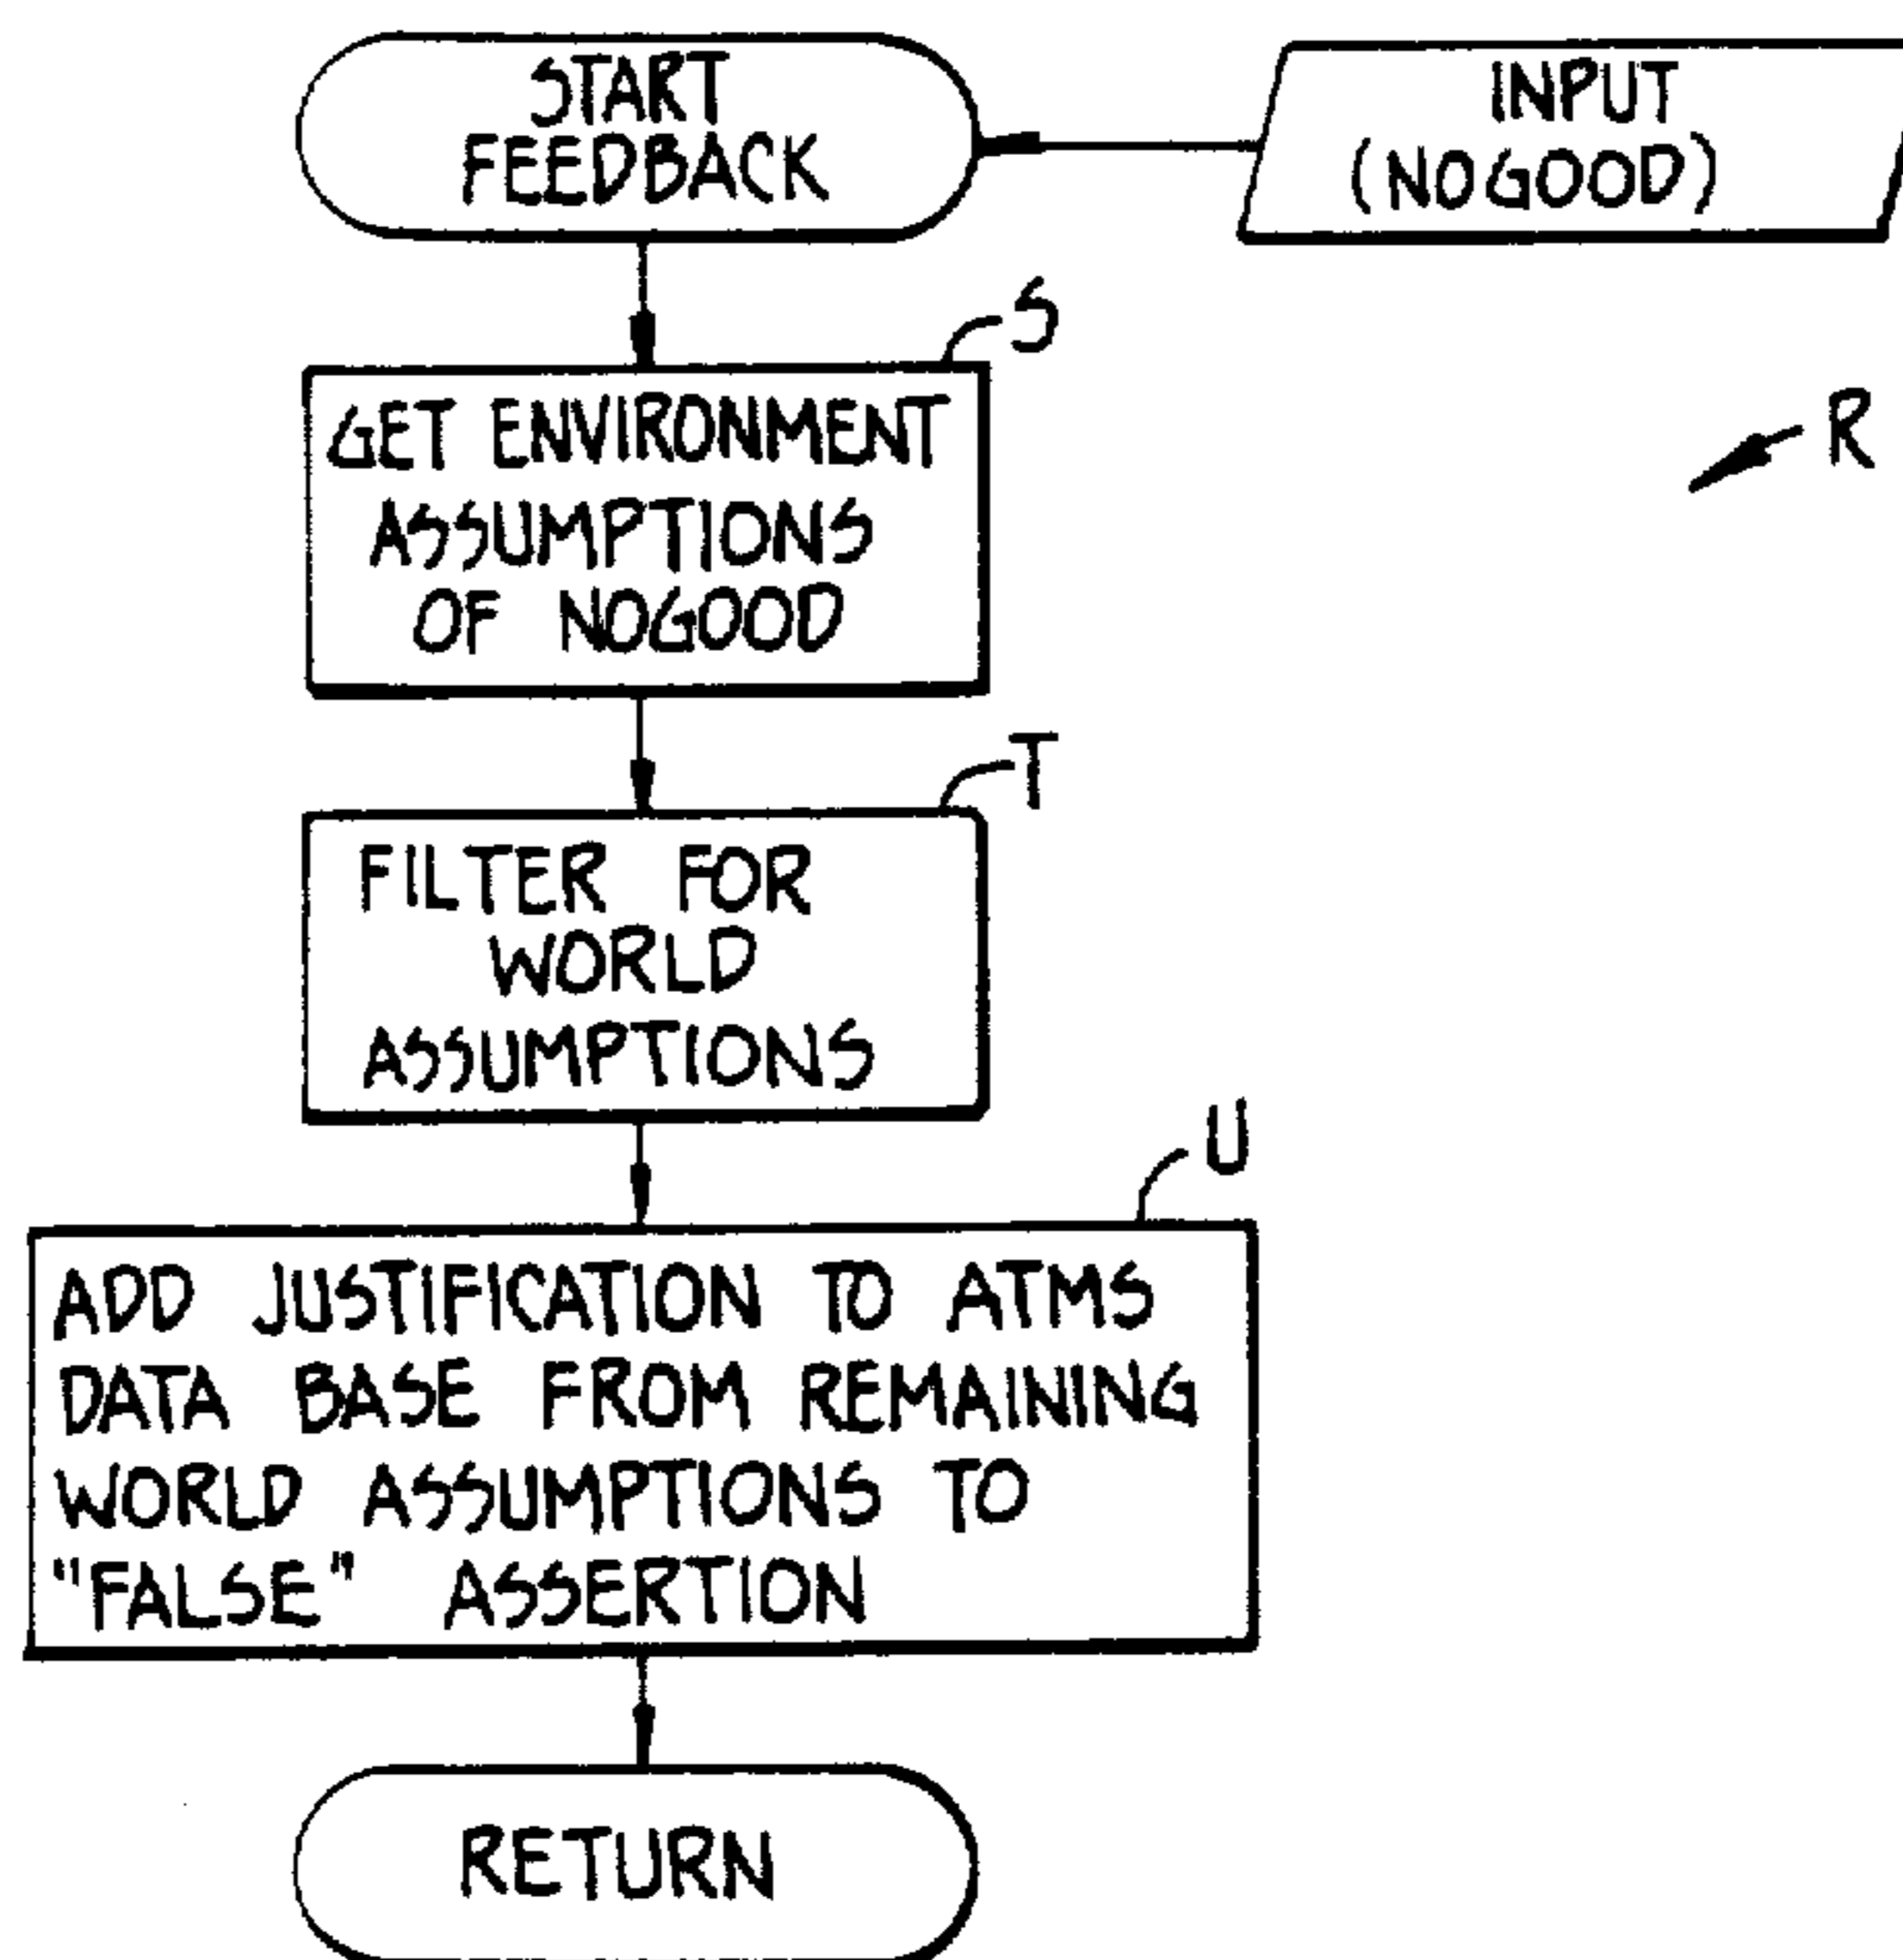 START
FEEDBACK
INPUT
(NOGOOD)
S
GET ENVIRONMENT
ASSUMPTIONS
OF NOGOOD
R
T
FILTER FOR
WORLD
ASSUMPTIONS
U
ADD JUSTIFICATION TO ATMS
DATA BASE FROM REMAINING
WORLD ASSUMPTIONS TO
"FALSE" ASSERTION
RETURN